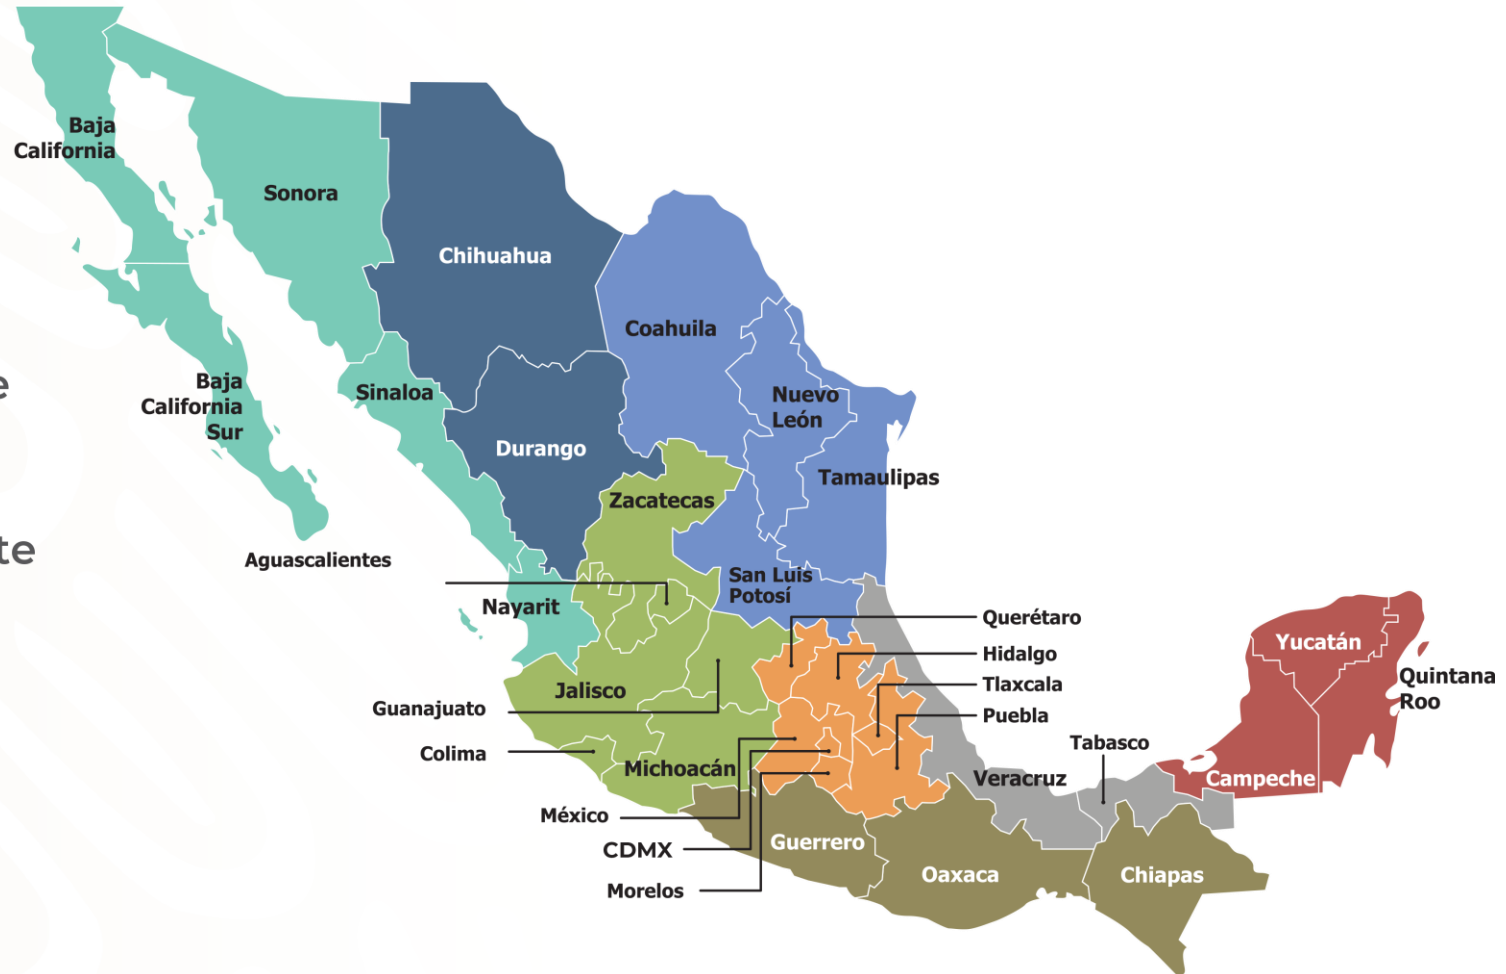 Baja
California
Sonora
Chihuahua
Coahuila
e
Baja
California
Sur
Sinaloa
Nuevo
León
Durango
Tamaulipas
Zacatecas
te
Aguascalientes
San Luis
Potosí
Nayarit
Querétaro
Yucatán
Hidalgo
Quintana
Roo
Tlaxcala
Jalisco
Guanajuato
Puebla
Tabasco
Colima
Michoacán
Veracruz
Campeche
México
Guerrero
CDMX
Oaxaca
Chiapas
Morelos